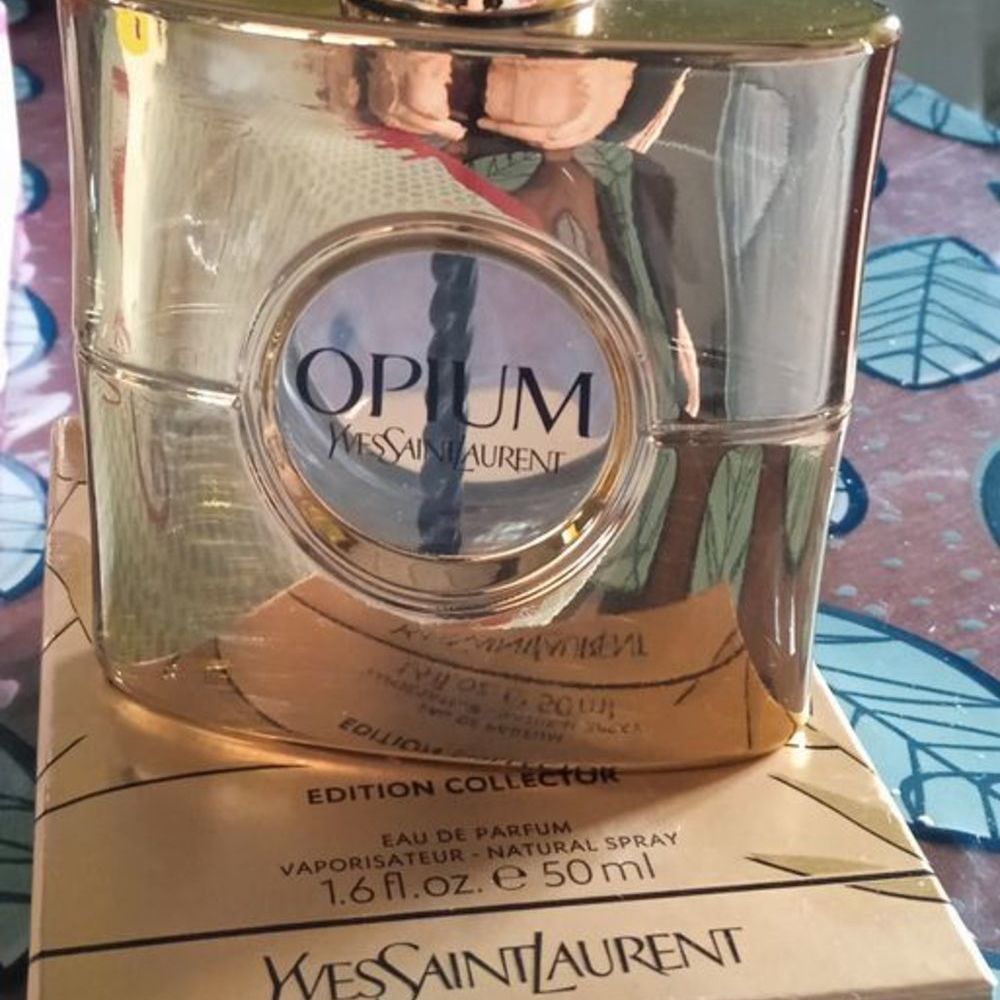 OPIUM
YVESSAINTLAURENT
EDITION COLLECTOR
EAU DE PARFUM
VAPORISATEUR - NATURAL SPRAY
1.6 fl.oz. e 50 ml
YVESSAINTLAURENT